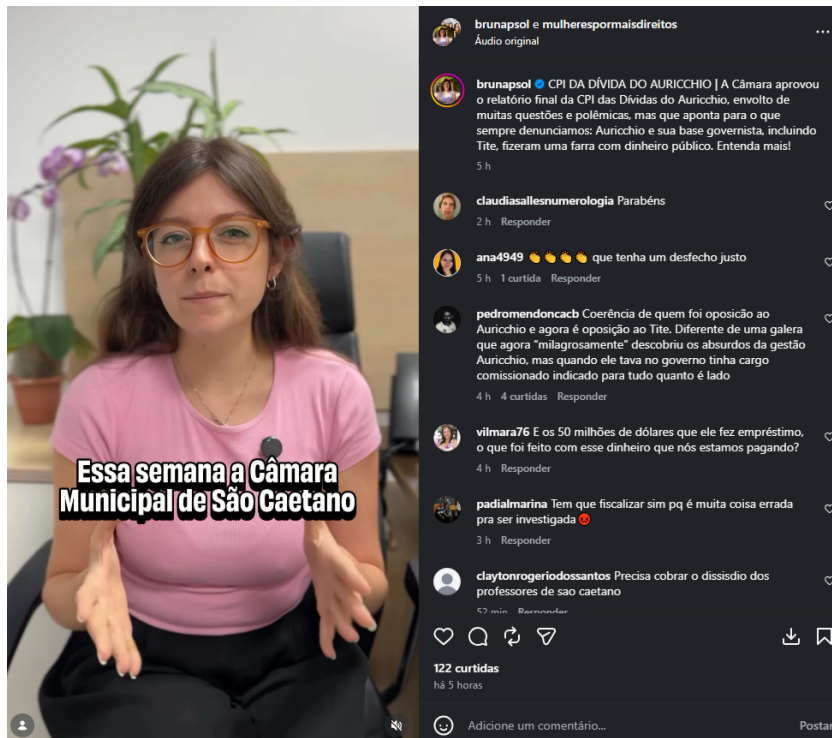 Essa semana a Câmara
Municipal de São Caetano
brunapsol e mulherespormaisdireitos
Áudio original
brunapsol CPI DA DÍVIDA DO AURICCHIO | A Câmara aprovou
o relatório final da CPI das Dívidas do Auricchio, envolto de
muitas questões e polêmicas, mas que aponta para o que
sempre denunciamos: Auricchio e sua base governista, incluindo
Tite, fizeram uma farra com dinheiro público. Entenda mais!
5 h
claudiasallesnumerologia Parabéns
2 h Responder
ana4949 👏👏👏👏 que tenha um desfecho justo
5 h 1 curtida Responder
pedromendoncacb Coerência de quem foi oposicão ao
Auricchio e agora é oposição ao Tite. Diferente de uma galera
que agora “milagrosamente” descobriu os absurdos da gestão
Auricchio, mas quando ele tava no governo tinha cargo
comissionado indicado para tudo quanto é lado
4 h 4 curtidas Responder
vilmara76 E os 50 milhões de dólares que ele fez empréstimo,
o que foi feito com esse dinheiro que nós estamos pagando?
4 h Responder
padialmarina Tem que fiscalizar sim pq é muita coisa errada
pra ser investigada😡
3 h Responder
claytonrogeriodossantos Precisa cobrar o dissisdio dos
professores de sao caetano
52 min Responder
122 curtidas
há 5 horas
Adicione um comentário...
Postar